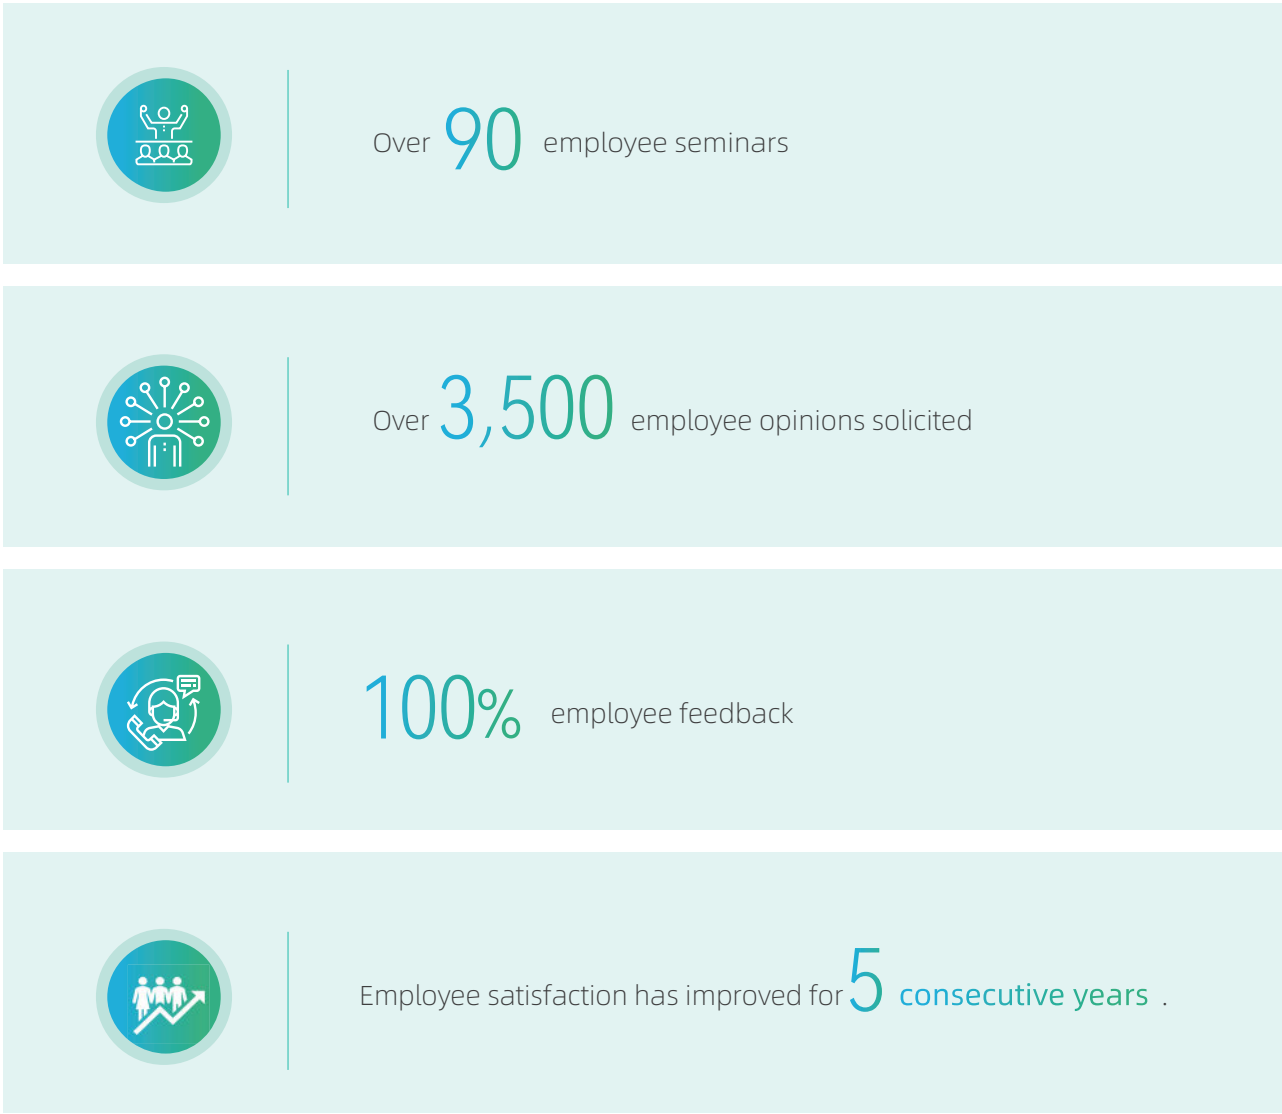 Over 90 employee seminars
Over 3,500 employee opinions solicited
100% employee feedback
Employee satisfaction has improved for 5 consecutive years .